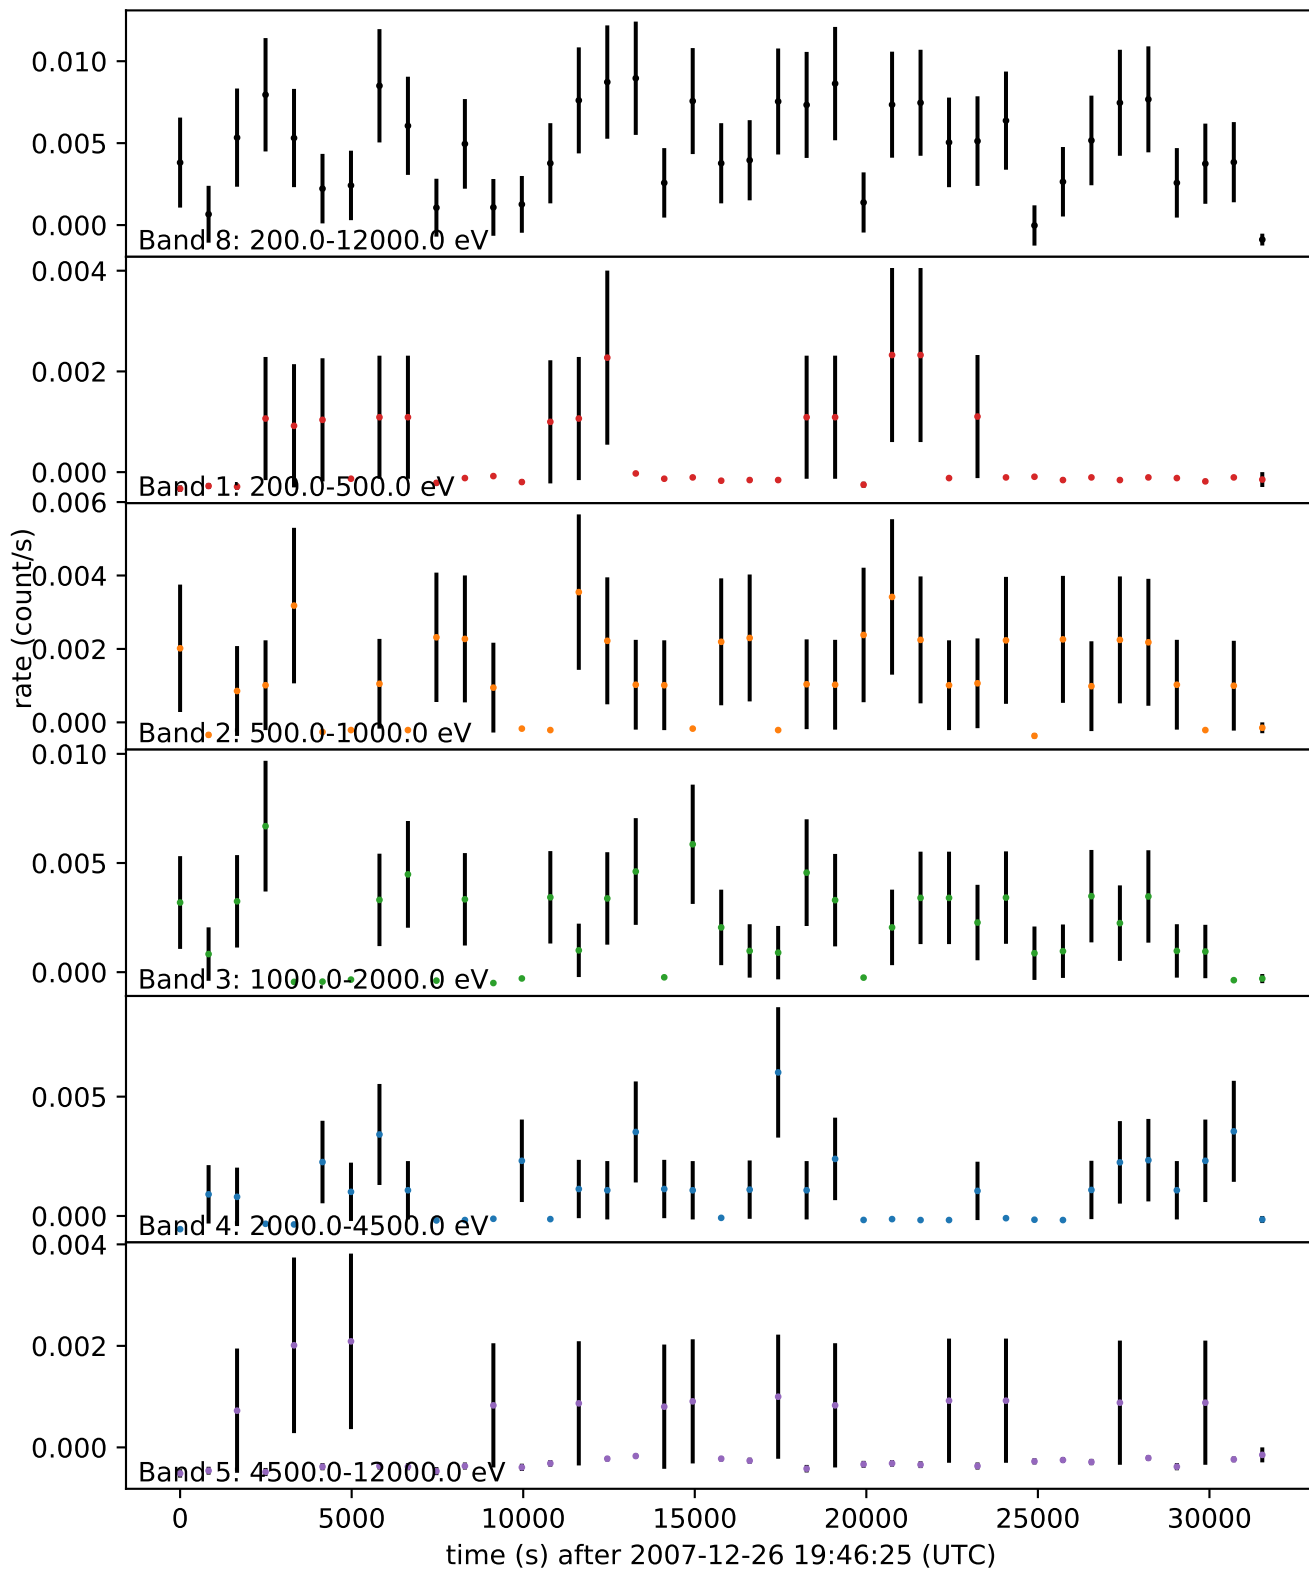 0.010
0.005
0.000
Band 8: 200.0-12000.0 eV
0.004
0.002
0.000
Band 1: 200.0-500.0 eV
0.006
0.004
0.002
0.000
Band 2: 500.0-1000.0 eV
rate (count/s)
0.010
0.005
0.000
Band 3: 1000.0-2000.0 eV
0.005
0.000
Band 4: 2000.0-4500.0 eV
0.004
0.002
0.000
Band 5: 4500.0-12000.0 eV
0 5000 10000 15000 20000 25000 30000
time (s) after 2007-12-26 19:46:25 (UTC)